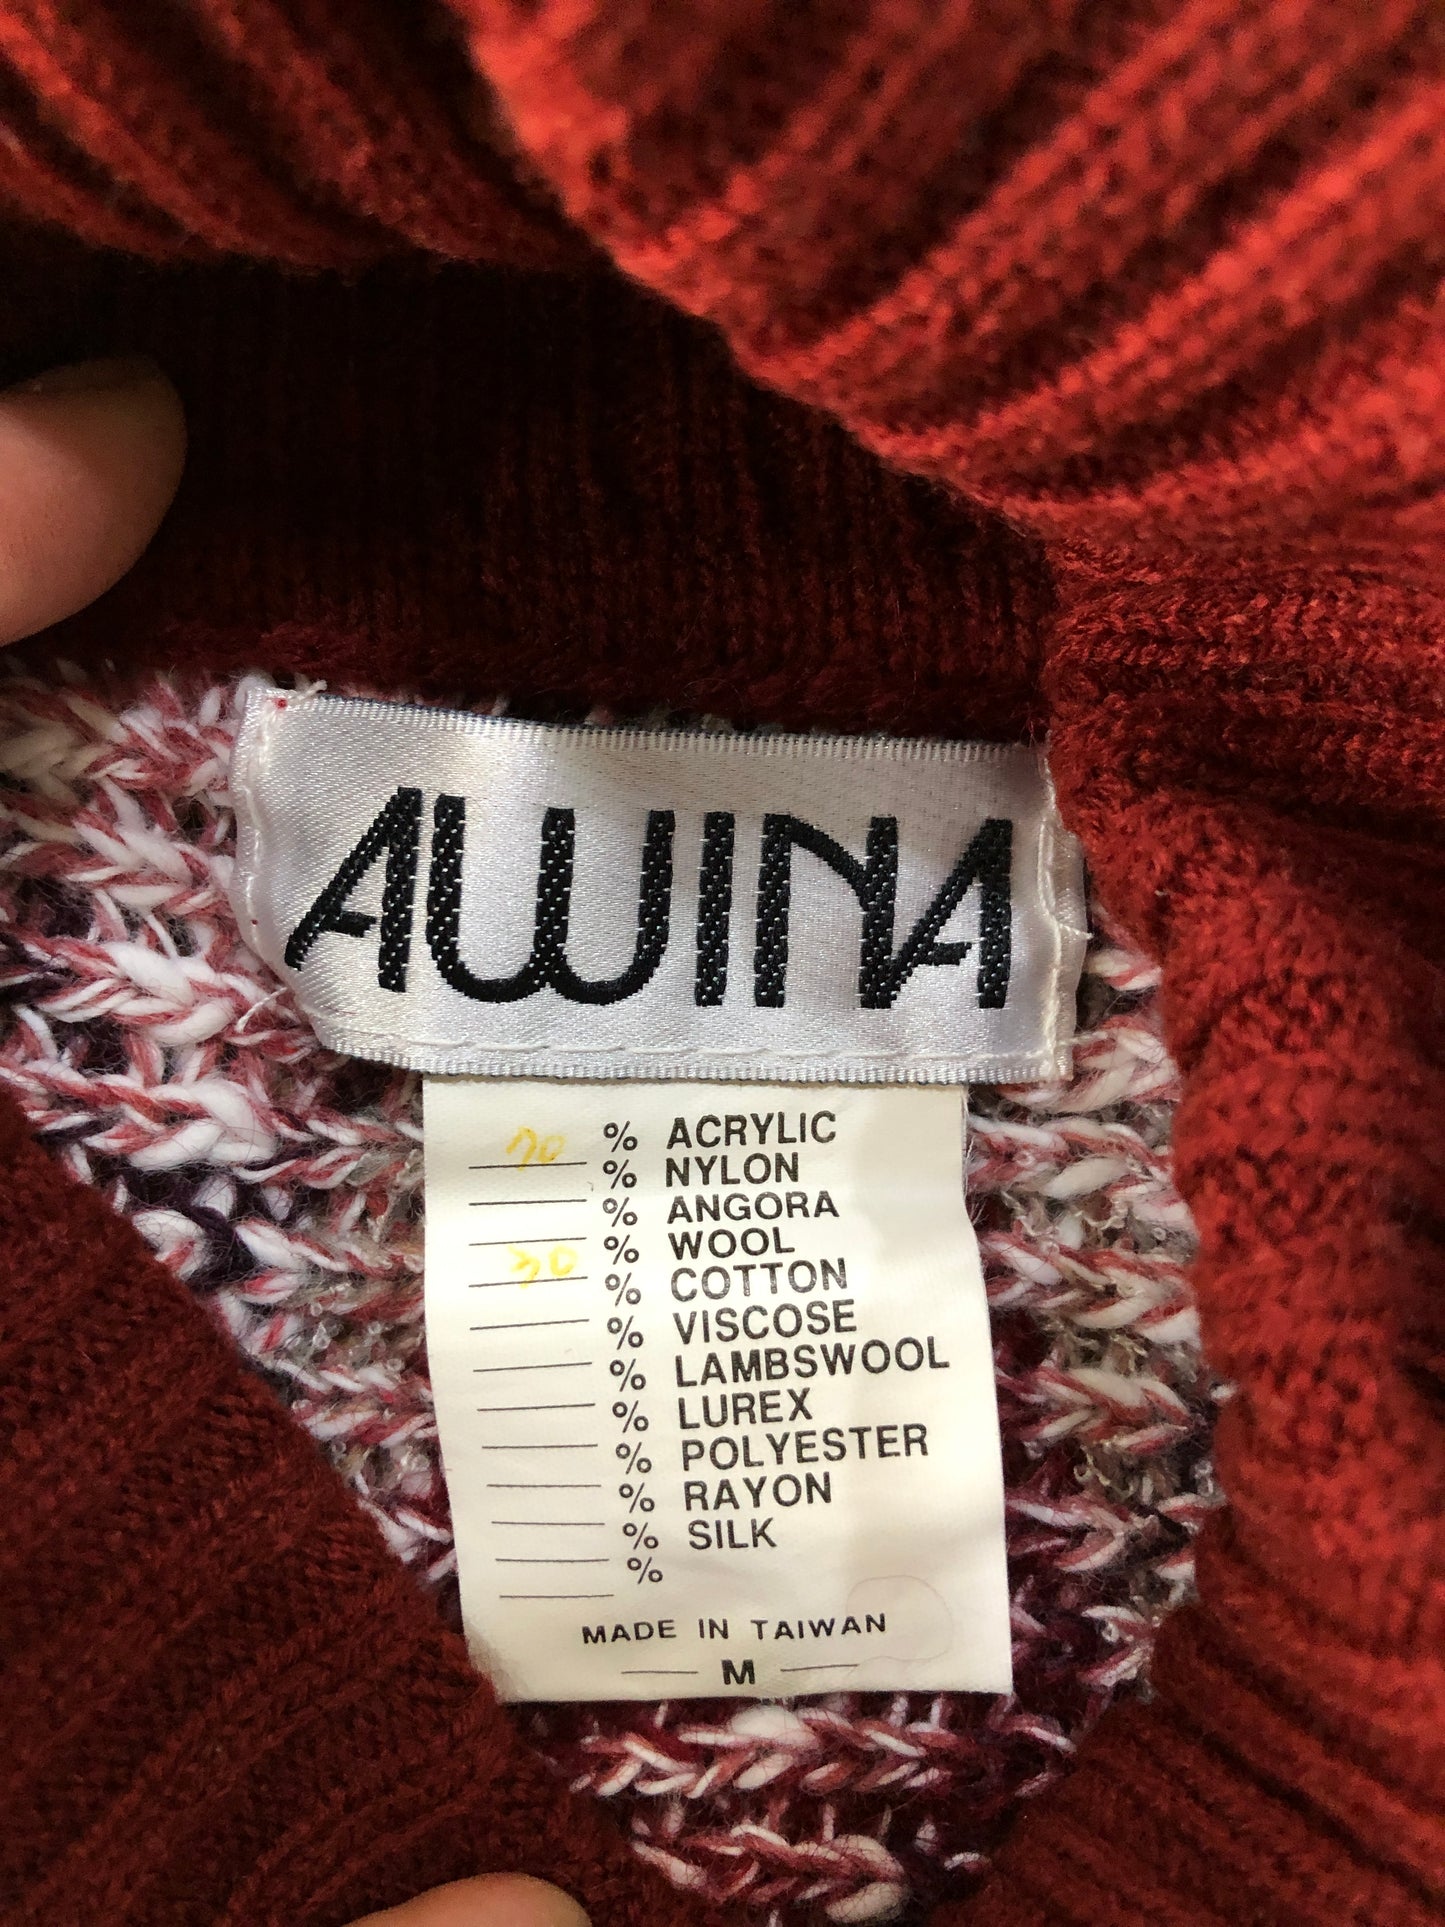 AWINA
70 % ACRYLIC
% NYLON
% ANGORA
30 % WOOL
% COTTON
% VISCOSE
% LAMBSWOOL
% LUREX
% POLYESTER
% RAYON
% SILK
%
MADE IN TAIWAN
M